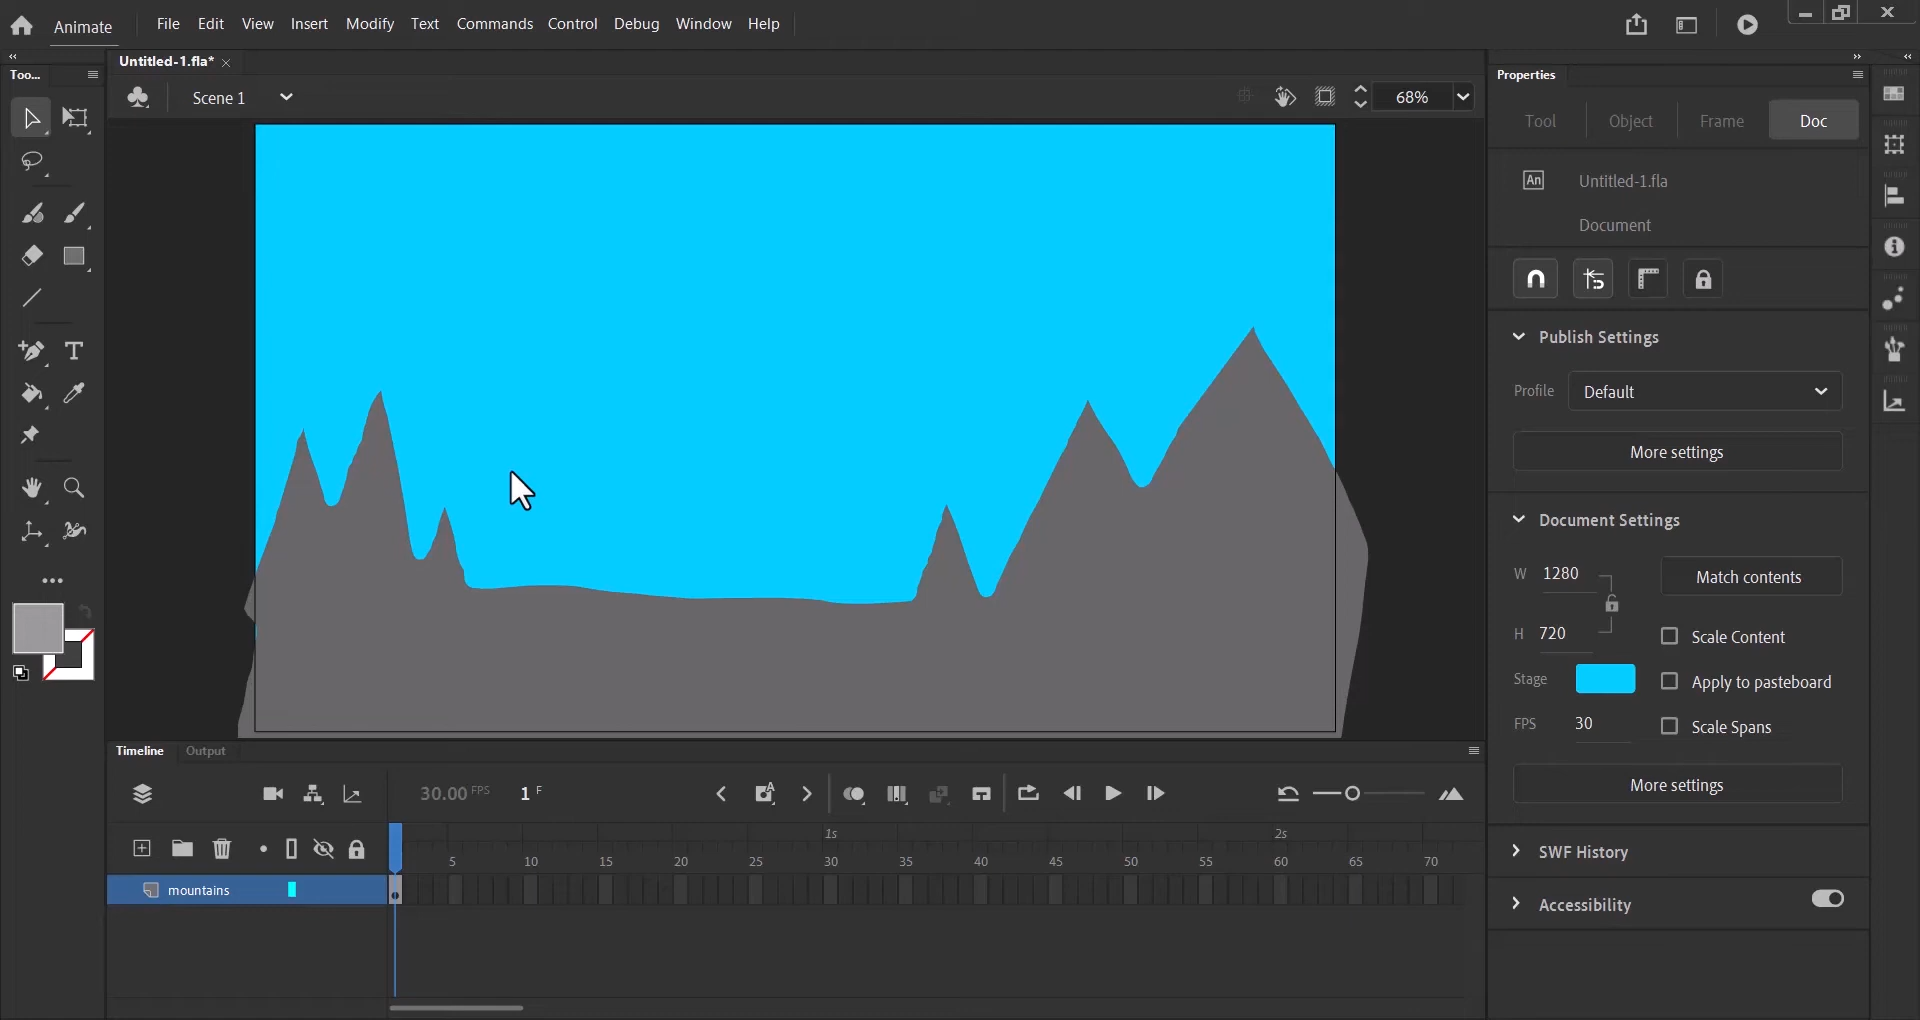 Animate File Edit View Insert Modify Text Commands Control Debug Window Help
Too...
Untitled-1.fla*
Properties
Scene 1
68%
Tool Object Frame Doc
An Untitled-1.fla
Document
Publish Settings
Profile Default
More settings
Document Settings
W 1280 Match contents
H 720 Scale Content
Stage Apply to pasteboard
FPS 30 Scale Spans
More settings
SWF History
Accessibility
Timeline Output
30.00 FPS 1 F
1s 2s
5 10 15 20 25 30 35 40 45 50 55 60 65 70
mountains